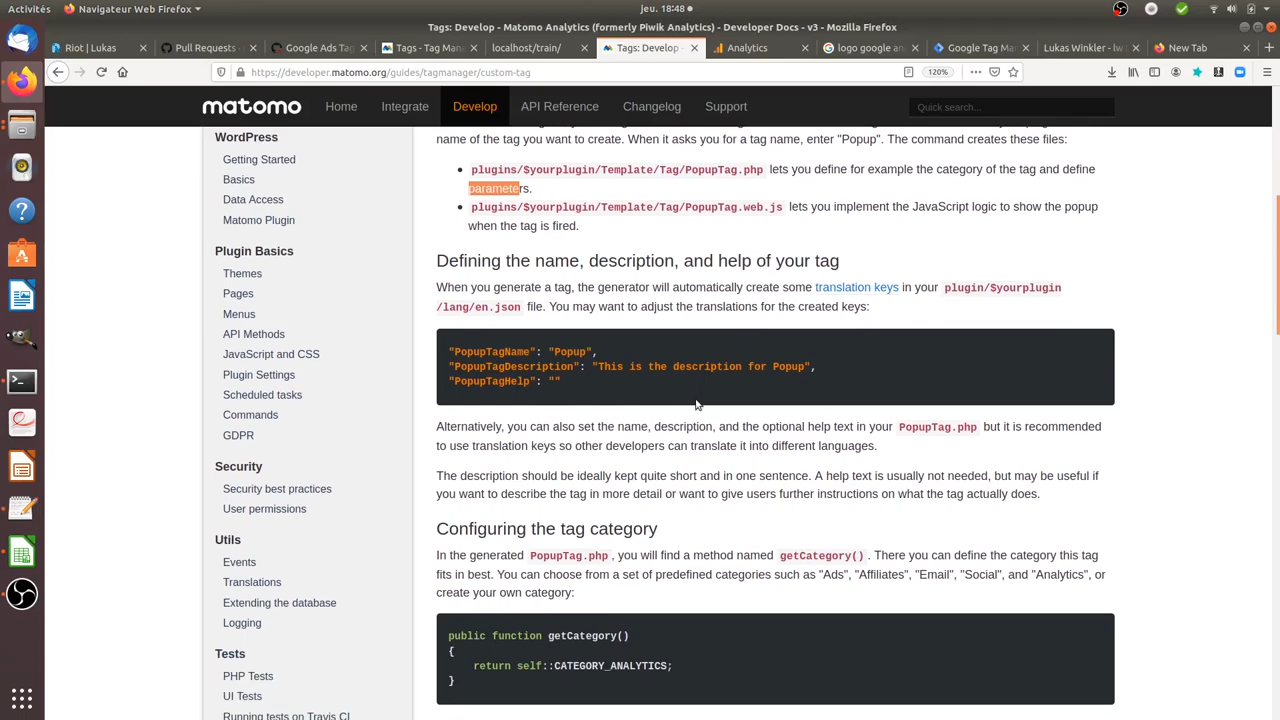 Activités
Navigateur Web Firefox
jeu. 18:48
Tags: Develop - Matomo Analytics (formerly Piwik Analytics) - Developer Docs - v3 - Mozilla Firefox
Riot | Lukas
Pull Requests ·
Google Ads Tag
Tags - Tag Man
localhost/train/
Tags: Develop -
Analytics
logo google an
Google Tag Ma
Lukas Winkler - lw
New Tab
https://developer.matomo.org/guides/tagmanager/custom-tag
120%
matomo
Home
Integrate
Develop
API Reference
Changelog
Support
Quick search...
WordPress
Getting Started
Basics
Data Access
Matomo Plugin
Plugin Basics
Themes
Pages
Menus
API Methods
JavaScript and CSS
Plugin Settings
Scheduled tasks
Commands
GDPR
Security
Security best practices
User permissions
Utils
Events
Translations
Extending the database
Logging
Tests
PHP Tests
UI Tests
Running tests on Travis CI
name of the tag you want to create. When it asks you for a tag name, enter "Popup". The command creates these files:
plugins/$yourplugin/Template/Tag/PopupTag.php lets you define for example the category of the tag and define
parameters.
plugins/$yourplugin/Template/Tag/PopupTag.web.js lets you implement the JavaScript logic to show the popup
when the tag is fired.
Defining the name, description, and help of your tag
When you generate a tag, the generator will automatically create some translation keys in your plugin/$yourplugin
/lang/en.json file. You may want to adjust the translations for the created keys:
"PopupTagName": "Popup",
"PopupTagDescription": "This is the description for Popup",
"PopupTagHelp": ""
Alternatively, you can also set the name, description, and the optional help text in your PopupTag.php but it is recommended
to use translation keys so other developers can translate it into different languages.
The description should be ideally kept quite short and in one sentence. A help text is usually not needed, but may be useful if
you want to describe the tag in more detail or want to give users further instructions on what the tag actually does.
Configuring the tag category
In the generated PopupTag.php, you will find a method named getCategory(). There you can define the category this tag
fits in best. You can choose from a set of predefined categories such as "Ads", "Affiliates", "Email", "Social", and "Analytics", or
create your own category:
public function getCategory()
{
return self::CATEGORY_ANALYTICS;
}